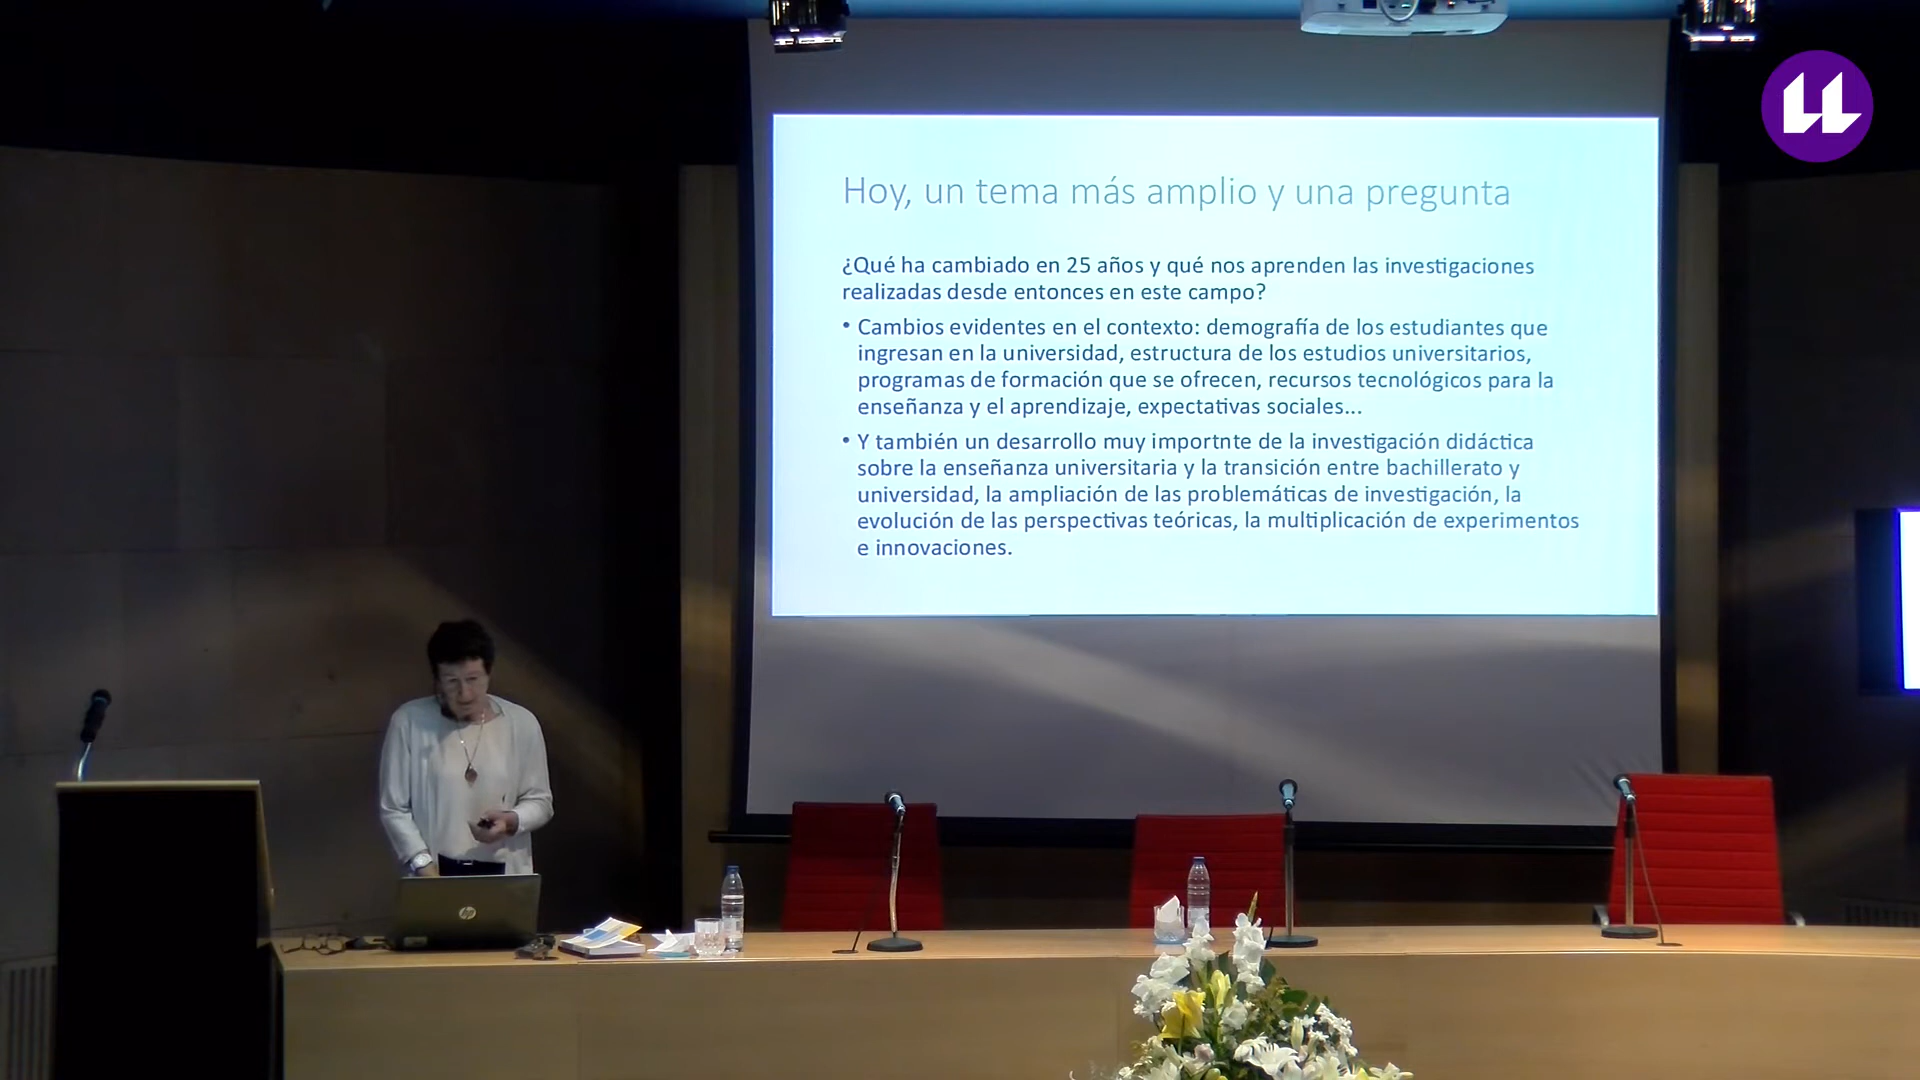 Hoy, un tema más amplio y una pregunta
¿Qué ha cambiado en 25 años y qué nos aprenden las investigaciones
realizadas desde entonces en este campo?
• Cambios evidentes en el contexto: demografía de los estudiantes que
ingresan en la universidad, estructura de los estudios universitarios,
programas de formación que se ofrecen, recursos tecnológicos para la
enseñanza y el aprendizaje, expectativas sociales...
• Y también un desarrollo muy importnte de la investigación didáctica
sobre la enseñanza universitaria y la transición entre bachillerato y
universidad, la ampliación de las problemáticas de investigación, la
evolución de las perspectivas teóricas, la multiplicación de experimentos
e innovaciones.
hp